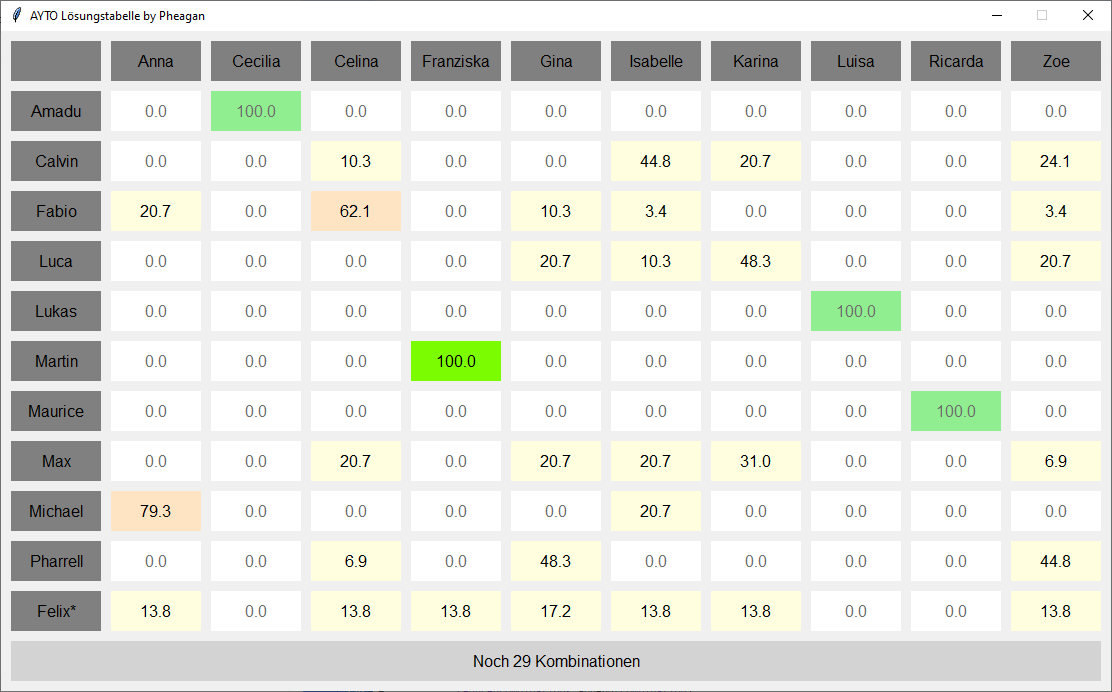 AYTO Lösungstabelle by Pheagan
Anna Cecilia Celina Franziska Gina Isabelle Karina Luisa Ricarda Zoe
Amadu 0.0 100.0 0.0 0.0 0.0 0.0 0.0 0.0 0.0 0.0
Calvin 0.0 0.0 10.3 0.0 0.0 44.8 20.7 0.0 0.0 24.1
Fabio 20.7 0.0 62.1 0.0 10.3 3.4 0.0 0.0 0.0 3.4
Luca 0.0 0.0 0.0 0.0 20.7 10.3 48.3 0.0 0.0 20.7
Lukas 0.0 0.0 0.0 0.0 0.0 0.0 0.0 100.0 0.0 0.0
Martin 0.0 0.0 0.0 100.0 0.0 0.0 0.0 0.0 0.0 0.0
Maurice 0.0 0.0 0.0 0.0 0.0 0.0 0.0 0.0 100.0 0.0
Max 0.0 0.0 20.7 0.0 20.7 20.7 31.0 0.0 0.0 6.9
Michael 79.3 0.0 0.0 0.0 0.0 20.7 0.0 0.0 0.0 0.0
Pharrell 0.0 0.0 6.9 0.0 48.3 0.0 0.0 0.0 0.0 44.8
Felix* 13.8 0.0 13.8 13.8 17.2 13.8 13.8 0.0 0.0 13.8
Noch 29 Kombinationen